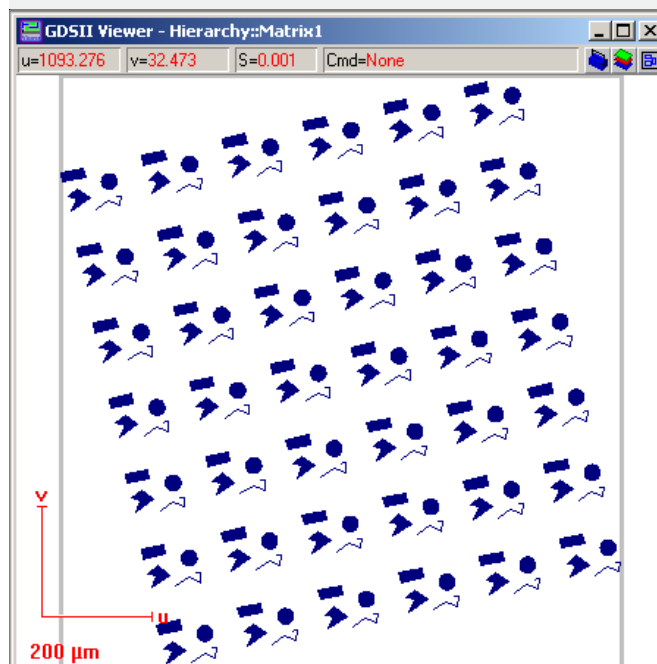 GDSII Viewer - Hierarchy::Matrix1
u=1093.276 v=32.473 S=0.001 Cmd=None
v
u
200 µm